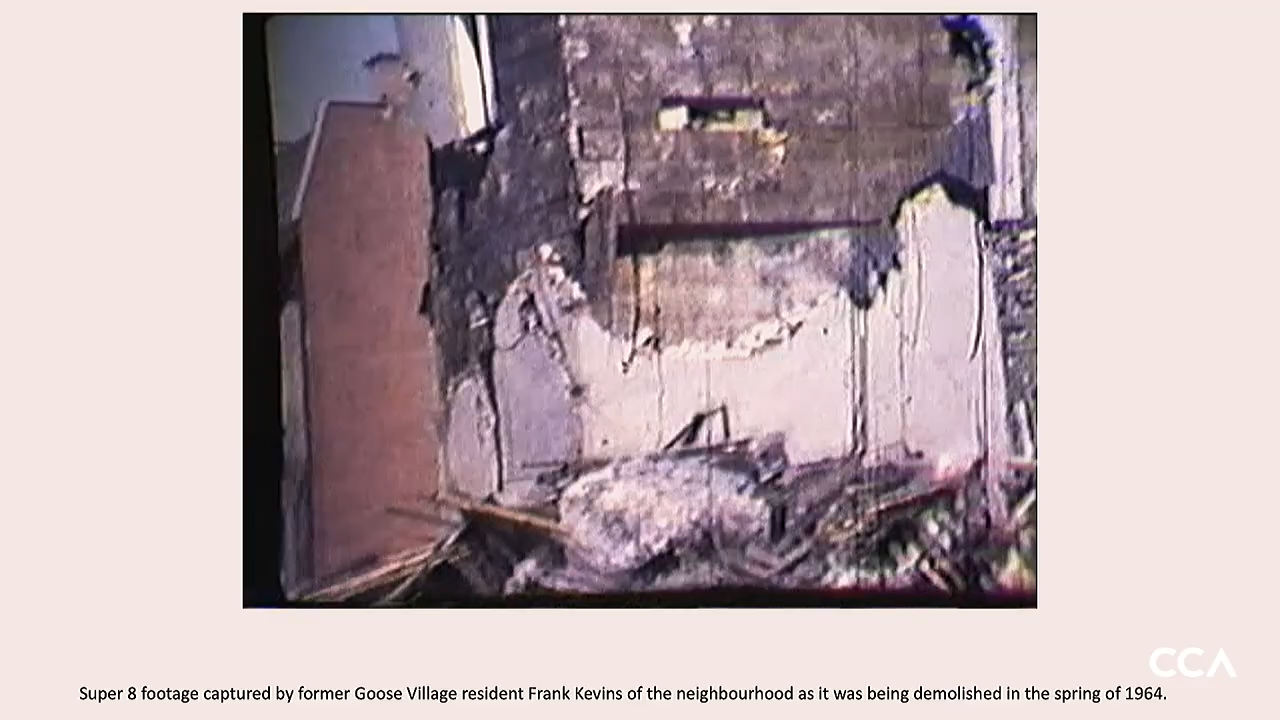 CCA
Super 8 footage captured by former Goose Village resident Frank Kevins of the neighbourhood as it was being demolished in the spring of 1964.